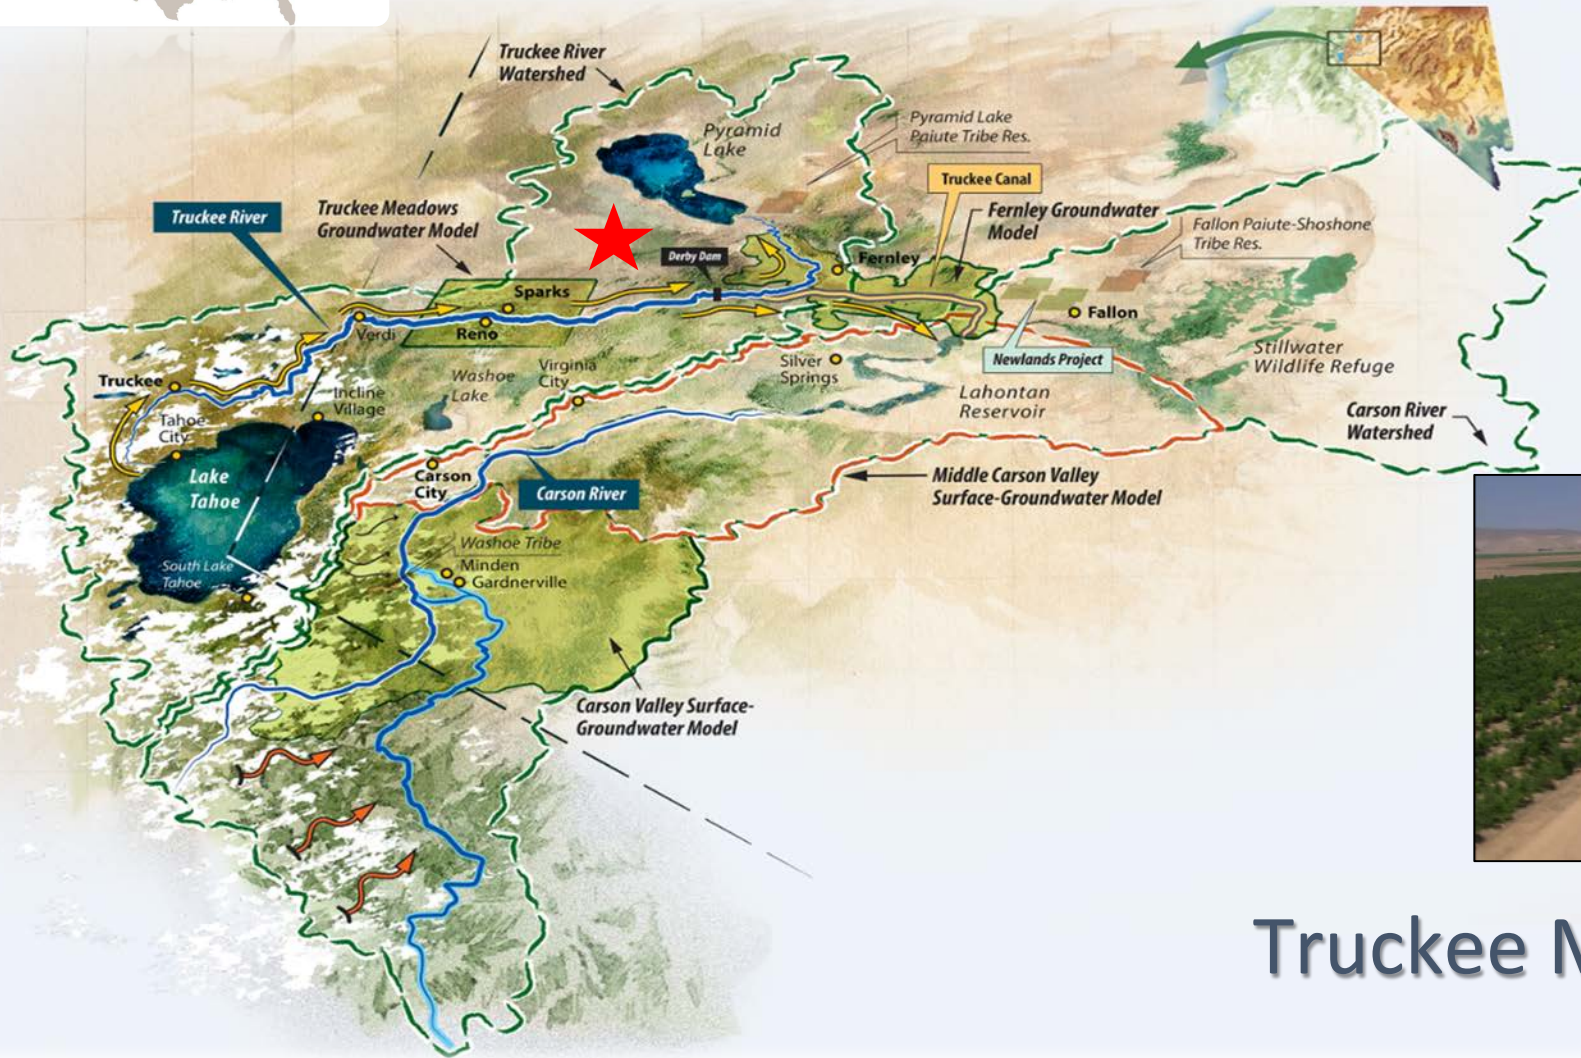 Truckee River
Watershed
Pyramid
Lake
Pyramid Lake
Paiute Tribe Res.
Truckee Canal
Truckee River
Truckee Meadows
Groundwater Model
Fernley Groundwater
Model
Fallon Paiute-Shoshone
Tribe Res.
Derby Dam
Fernley
Sparks
Verdi
Reno
Fallon
Newlands Project
Stillwater
Wildlife Refuge
Silver
Springs
Virginia
City
Washoe
Lake
Truckee
Incline
Village
Lahontan
Reservoir
Carson River
Watershed
Tahoe
City
Lake
Tahoe
Carson
City
Carson River
Middle Carson Valley
Surface-Groundwater Model
Washoe Tribe
Minden
Gardnerville
South Lake
Tahoe
Carson Valley Surface-
Groundwater Model
Truckee